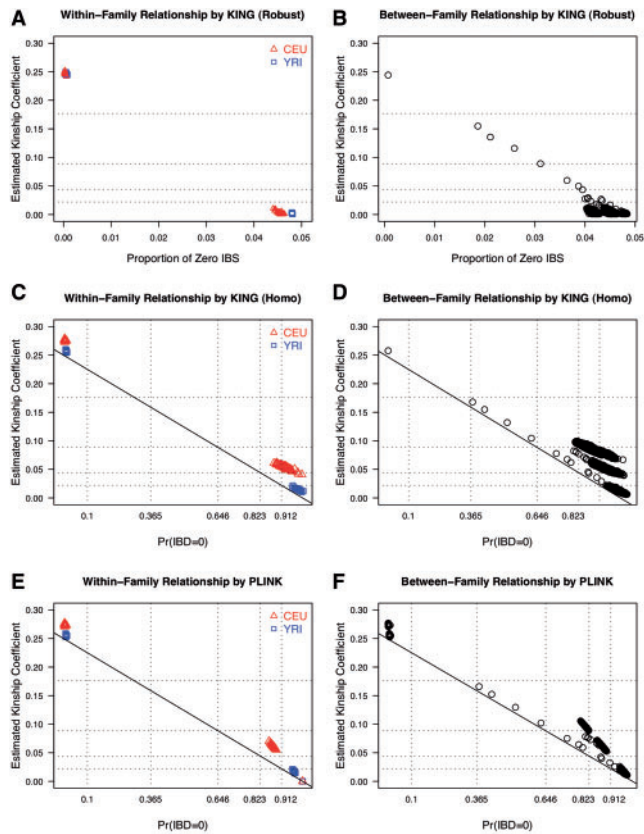 A Within-Family Relationship by KING (Robust)
Estimated Kinship Coefficient
0.30
0.25
0.20
0.15
0.10
0.05
0.00
CEU
YRI
0.00 0.01 0.02 0.03 0.04 0.05
Proportion of Zero IBS
B Between-Family Relationship by KING (Robust)
Estimated Kinship Coefficient
0.30
0.25
0.20
0.15
0.10
0.05
0.00
0.00 0.01 0.02 0.03 0.04 0.05
Proportion of Zero IBS
C Within-Family Relationship by KING (Homo)
Estimated Kinship Coefficient
0.30
0.25
0.20
0.15
0.10
0.05
0.00
CEU
YRI
0.1 0.365 0.646 0.823 0.912
Pr(IBD=0)
D Between-Family Relationship by KING (Homo)
Estimated Kinship Coefficient
0.30
0.25
0.20
0.15
0.10
0.05
0.00
0.1 0.365 0.646 0.823
Pr(IBD=0)
E Within-Family Relationship by PLINK
Estimated Kinship Coefficient
0.30
0.25
0.20
0.15
0.10
0.05
0.00
CEU
YRI
0.1 0.365 0.646 0.823 0.912
Pr(IBD=0)
F Between-Family Relationship by PLINK
Estimated Kinship Coefficient
0.30
0.25
0.20
0.15
0.10
0.05
0.00
0.1 0.365 0.646 0.823 0.912
Pr(IBD=0)